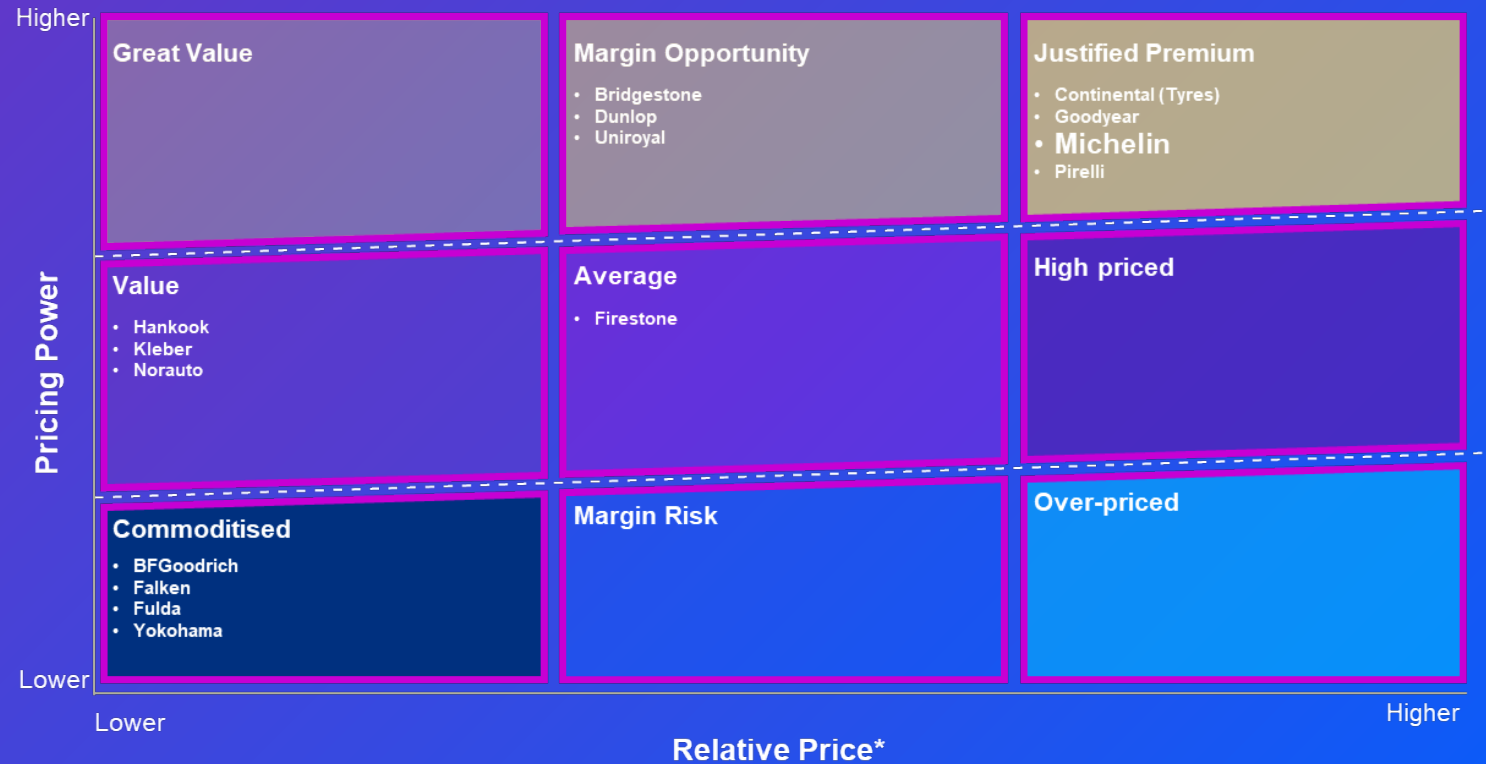 Higher
Great Value
Margin Opportunity
• Bridgestone
• Dunlop
• Uniroyal
Justified Premium
• Continental (Tyres)
• Goodyear
• Michelin
• Pirelli
Pricing Power
Value
• Hankook
• Kleber
• Norauto
Average
• Firestone
High priced
Commoditised
• BFGoodrich
• Falken
• Fulda
• Yokohama
Margin Risk
Over-priced
Lower
Lower
Higher
Relative Price*